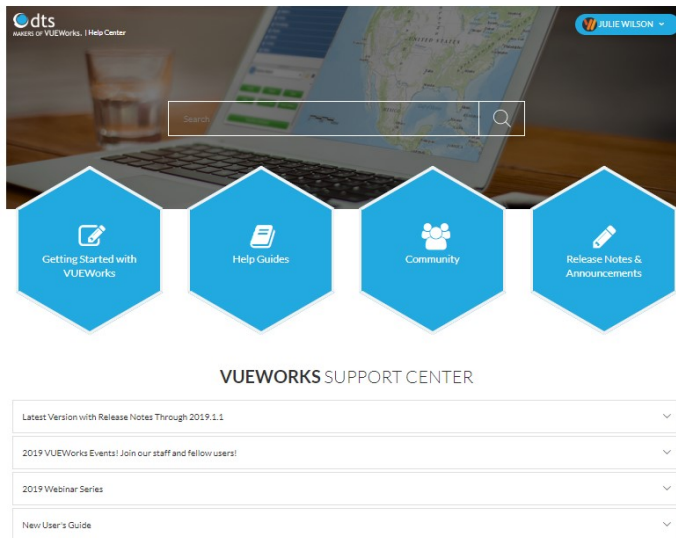 dts
MAKERS OF VUEWorks. | Help Center
JULIE WILSON
UNITED STATES
Search
Getting Started with
VUEWorks
Help Guides
Community
Release Notes &
Announcements
VUEWORKS SUPPORT CENTER
Latest Version with Release Notes Through 2019.1.1
2019 VUEWorks Events! Join our staff and fellow users!
2019 Webinar Series
New User's Guide